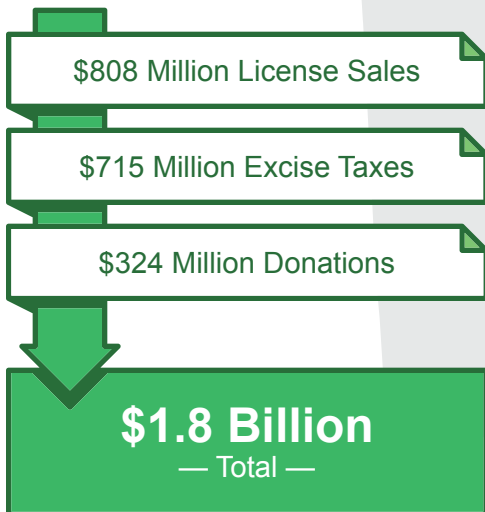 $808 Million License Sales
$715 Million Excise Taxes
$324 Million Donations
$1.8 Billion
— Total —